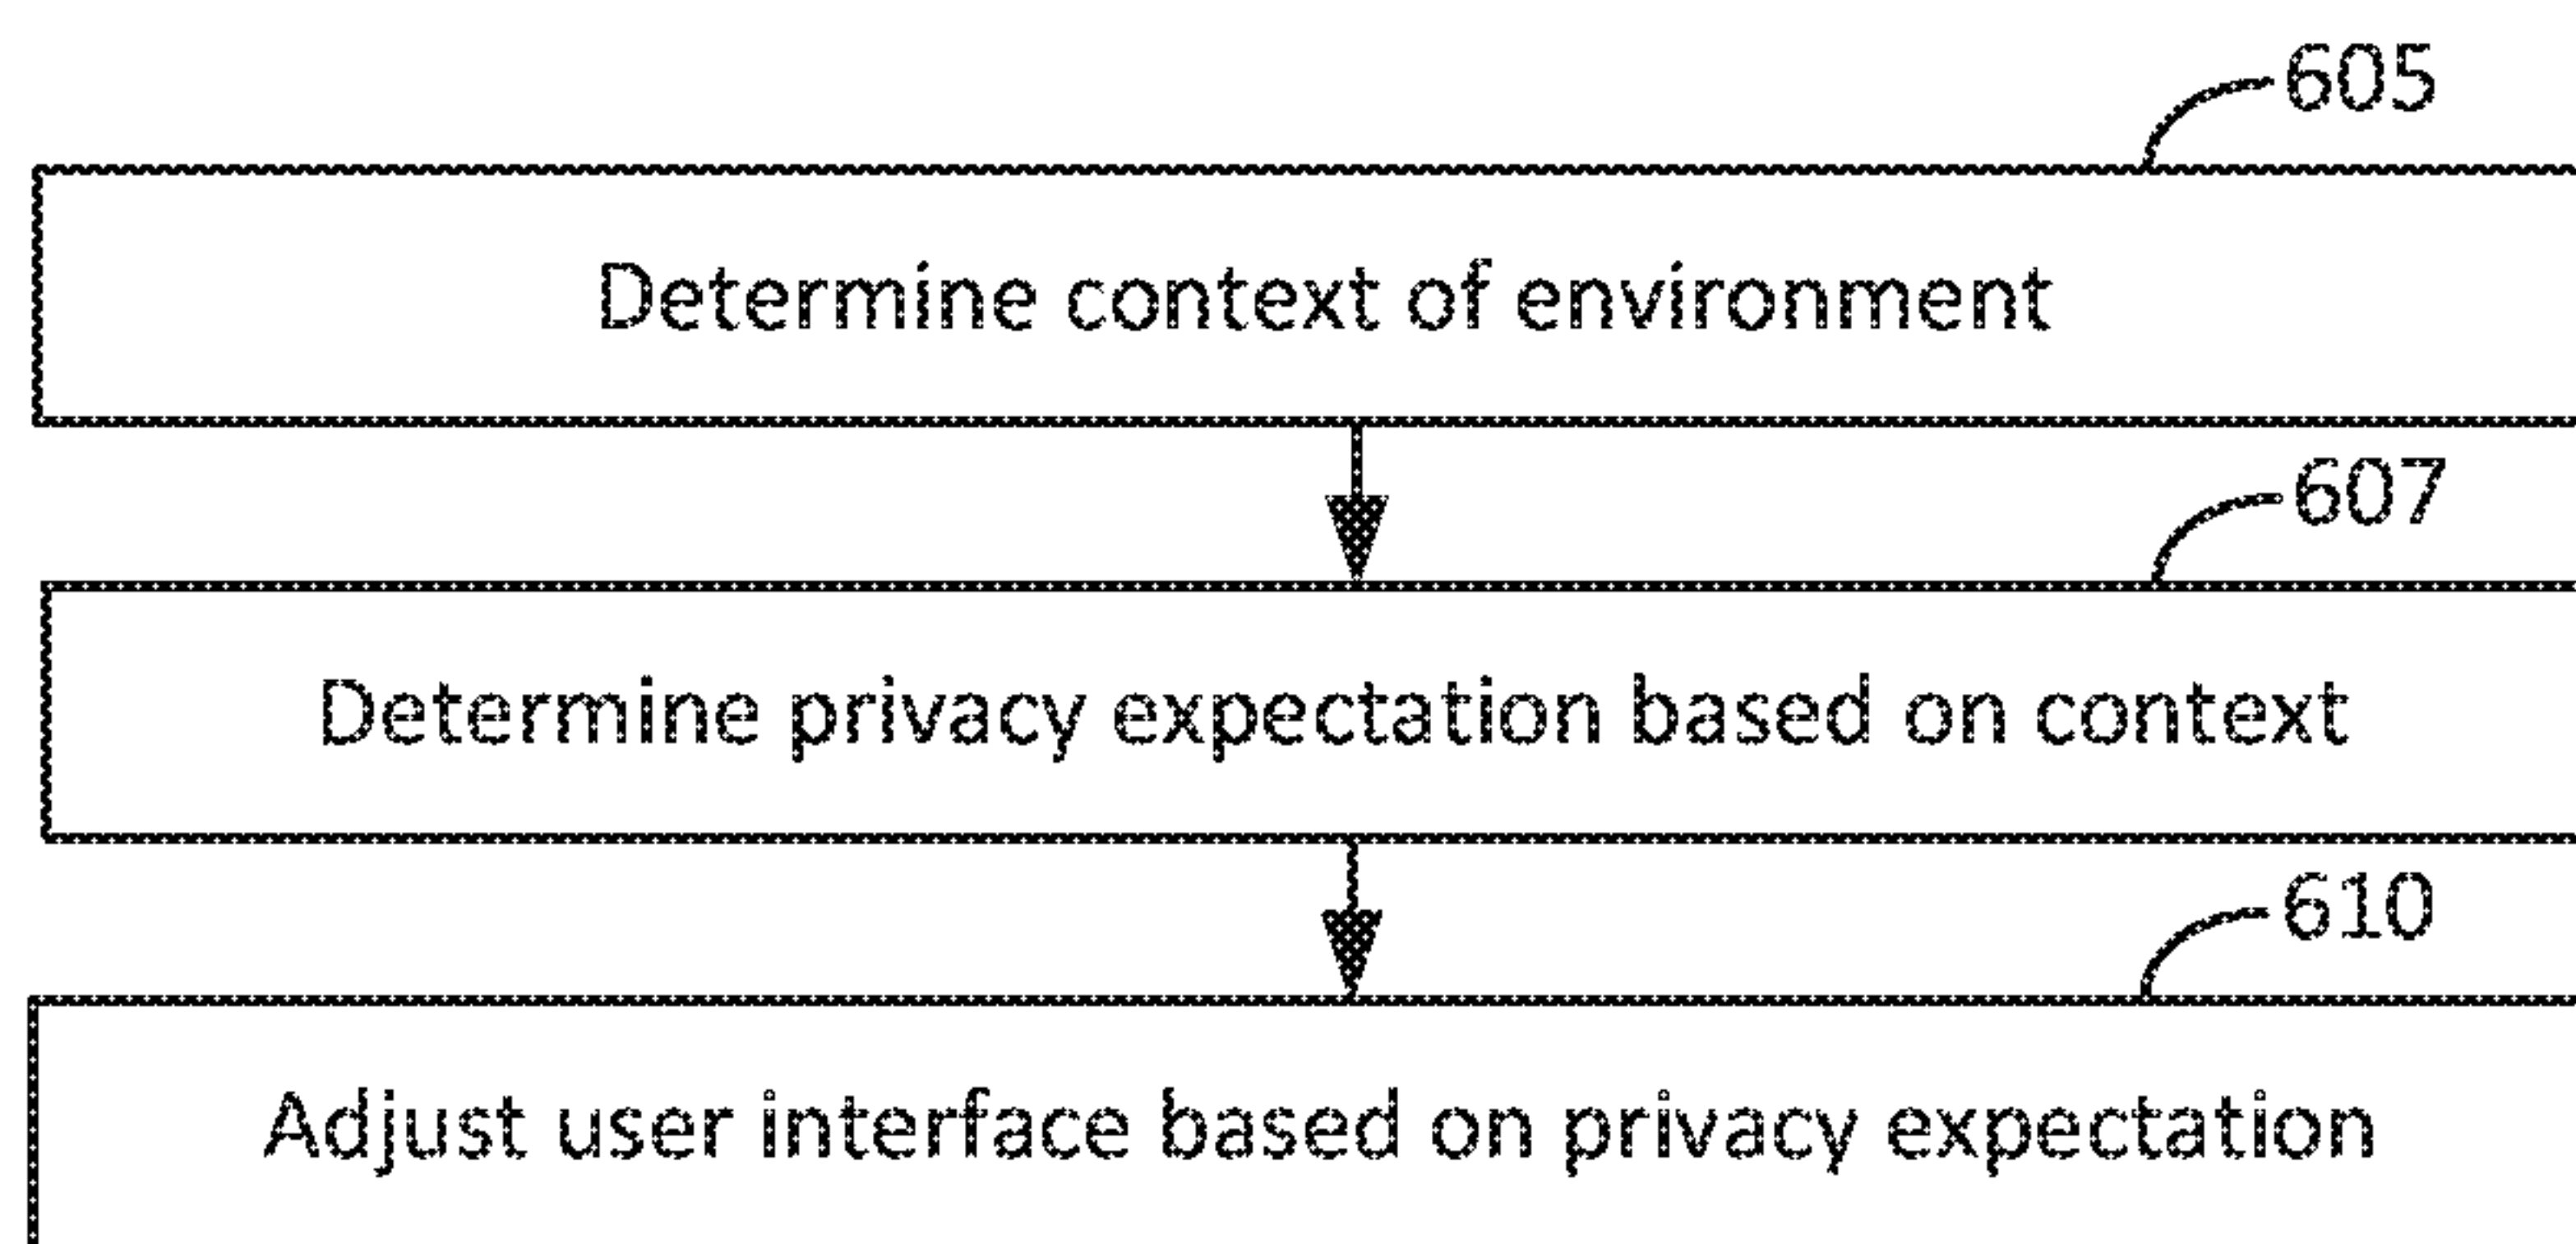 605
Determine context of environment
607
Determine privacy expectation based on context
610
Adjust user interface based on privacy expectation